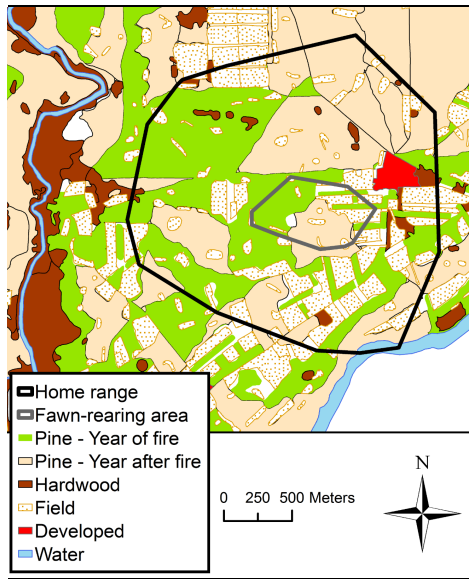 Home range
Fawn-rearing area
Pine - Year of fire
Pine - Year after fire
Hardwood
Field
Developed
Water
0 250 500 Meters
N